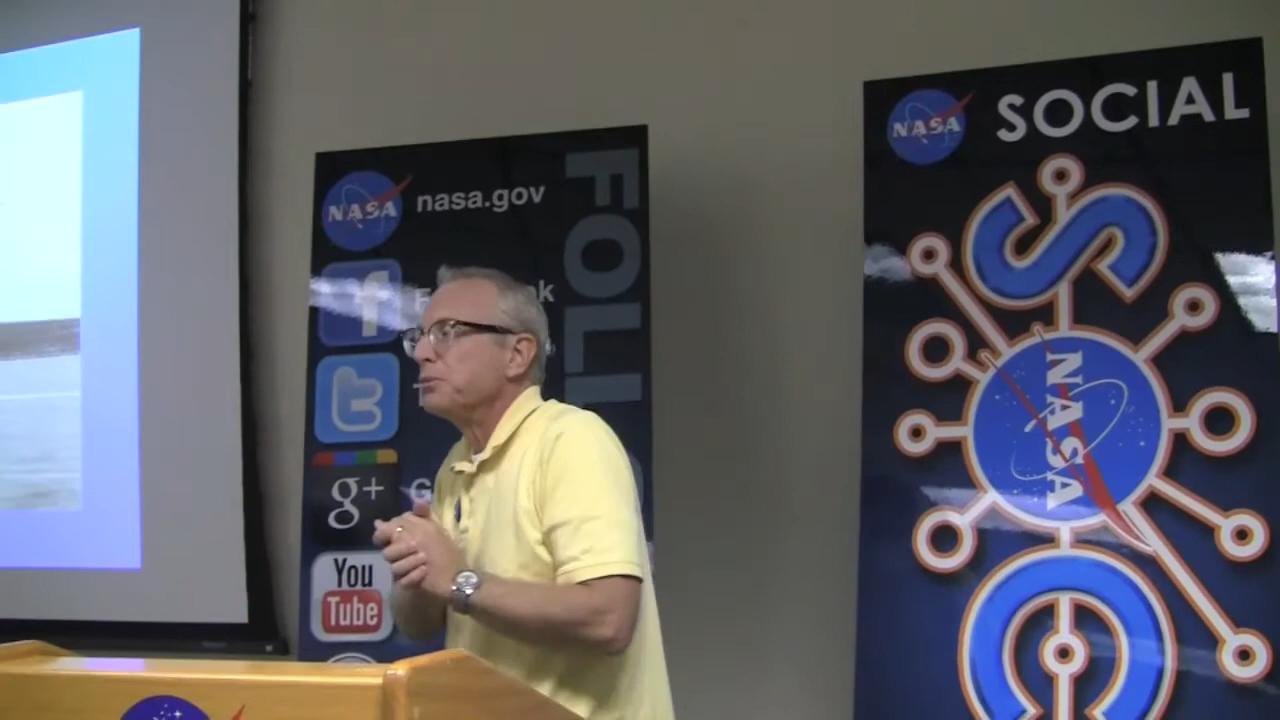 NASA
nasa.gov
FOLL
f
g+
G
You
Tube
NASA
SOCIAL
S
NASA